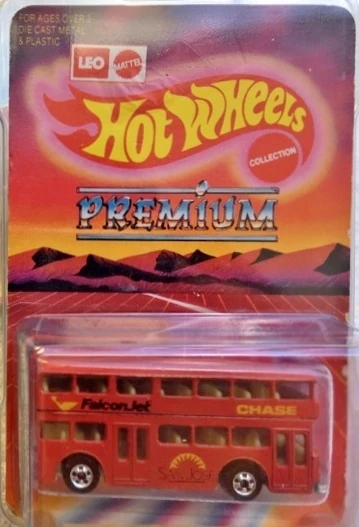 FOR AGES OVER 3
DIE CAST METAL
& PLASTIC
LEO MATTEL
HOT WHEELS
COLLECTION
PREMIUM
FalconJet CHASE